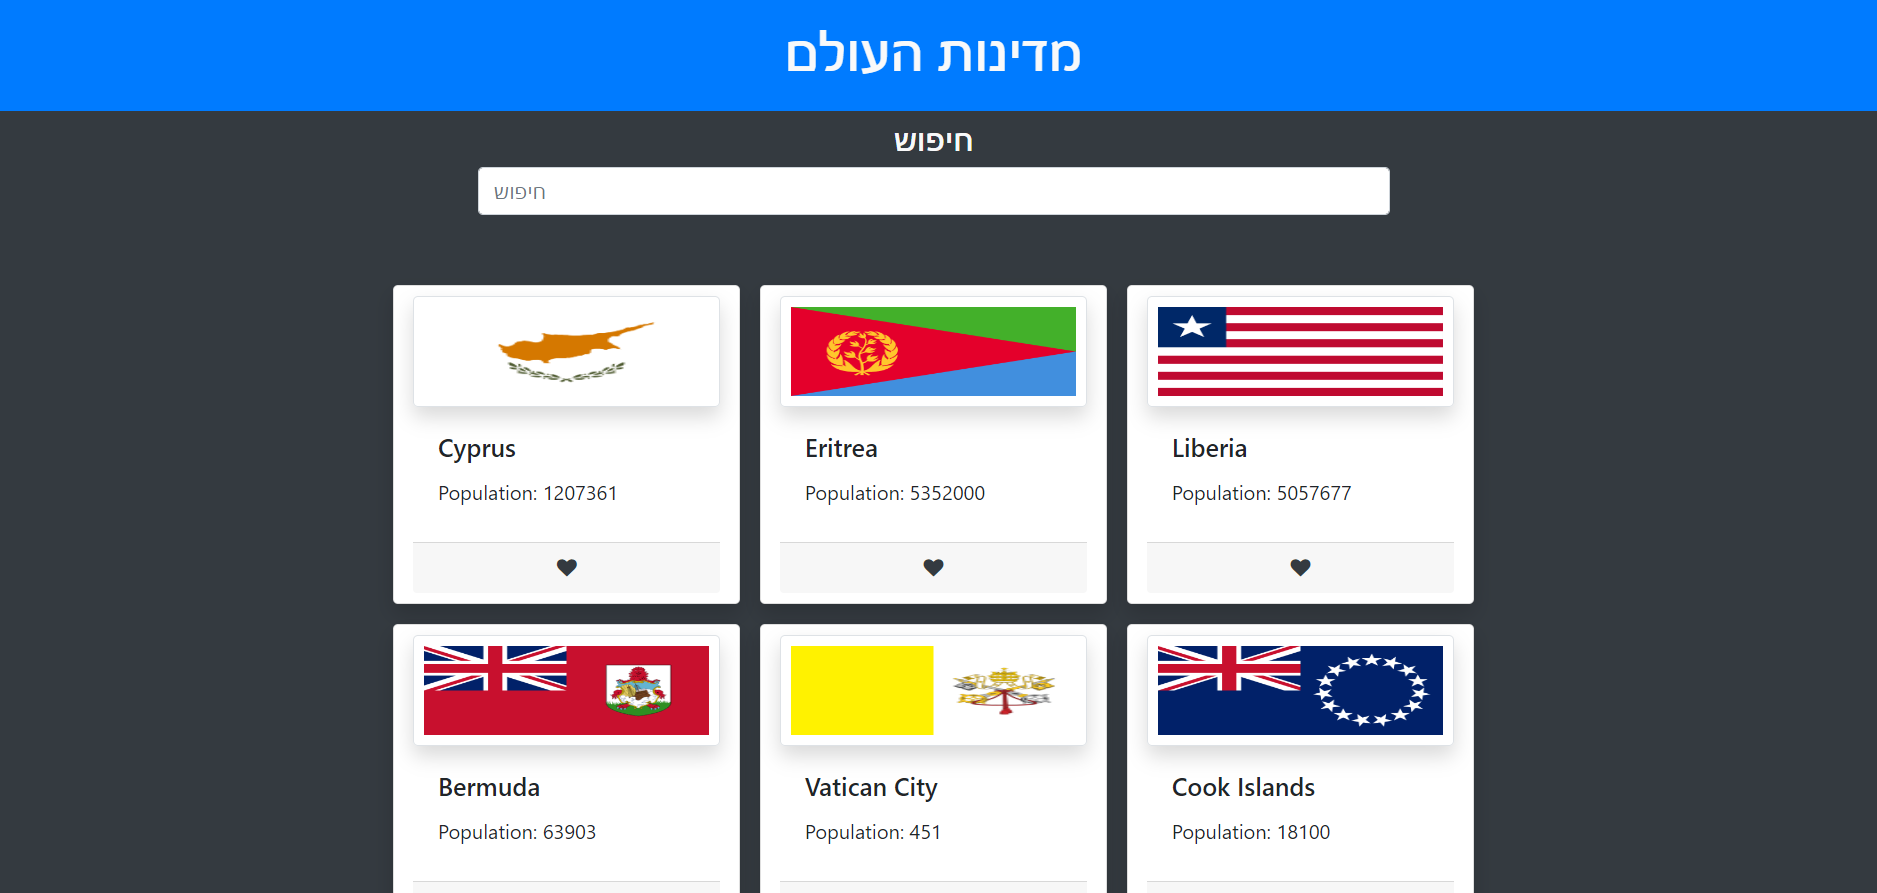 מדינות העולם
חיפוש
חיפוש
Cyprus
Population: 1207361
Eritrea
Population: 5352000
Liberia
Population: 5057677
Bermuda
Population: 63903
Vatican City
Population: 451
Cook Islands
Population: 18100